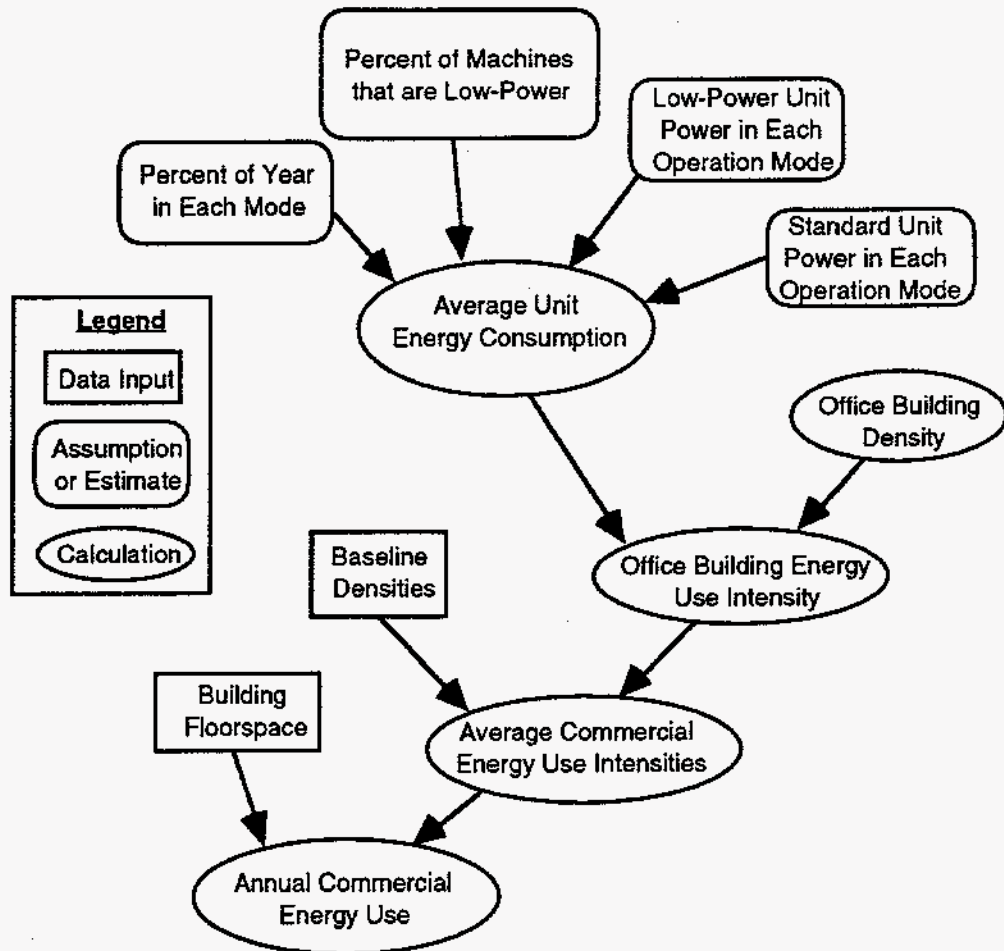 Percent of Machines
that are Low-Power
Low-Power Unit
Power in Each
Operation Mode
Percent of Year
in Each Mode
Standard Unit
Power in Each
Operation Mode
Average Unit
Energy Consumption
Legend
Data Input
Assumption
or Estimate
Calculation
Office Building
Density
Baseline
Densities
Office Building Energy
Use Intensity
Building
Floorspace
Average Commercial
Energy Use Intensities
Annual Commercial
Energy Use